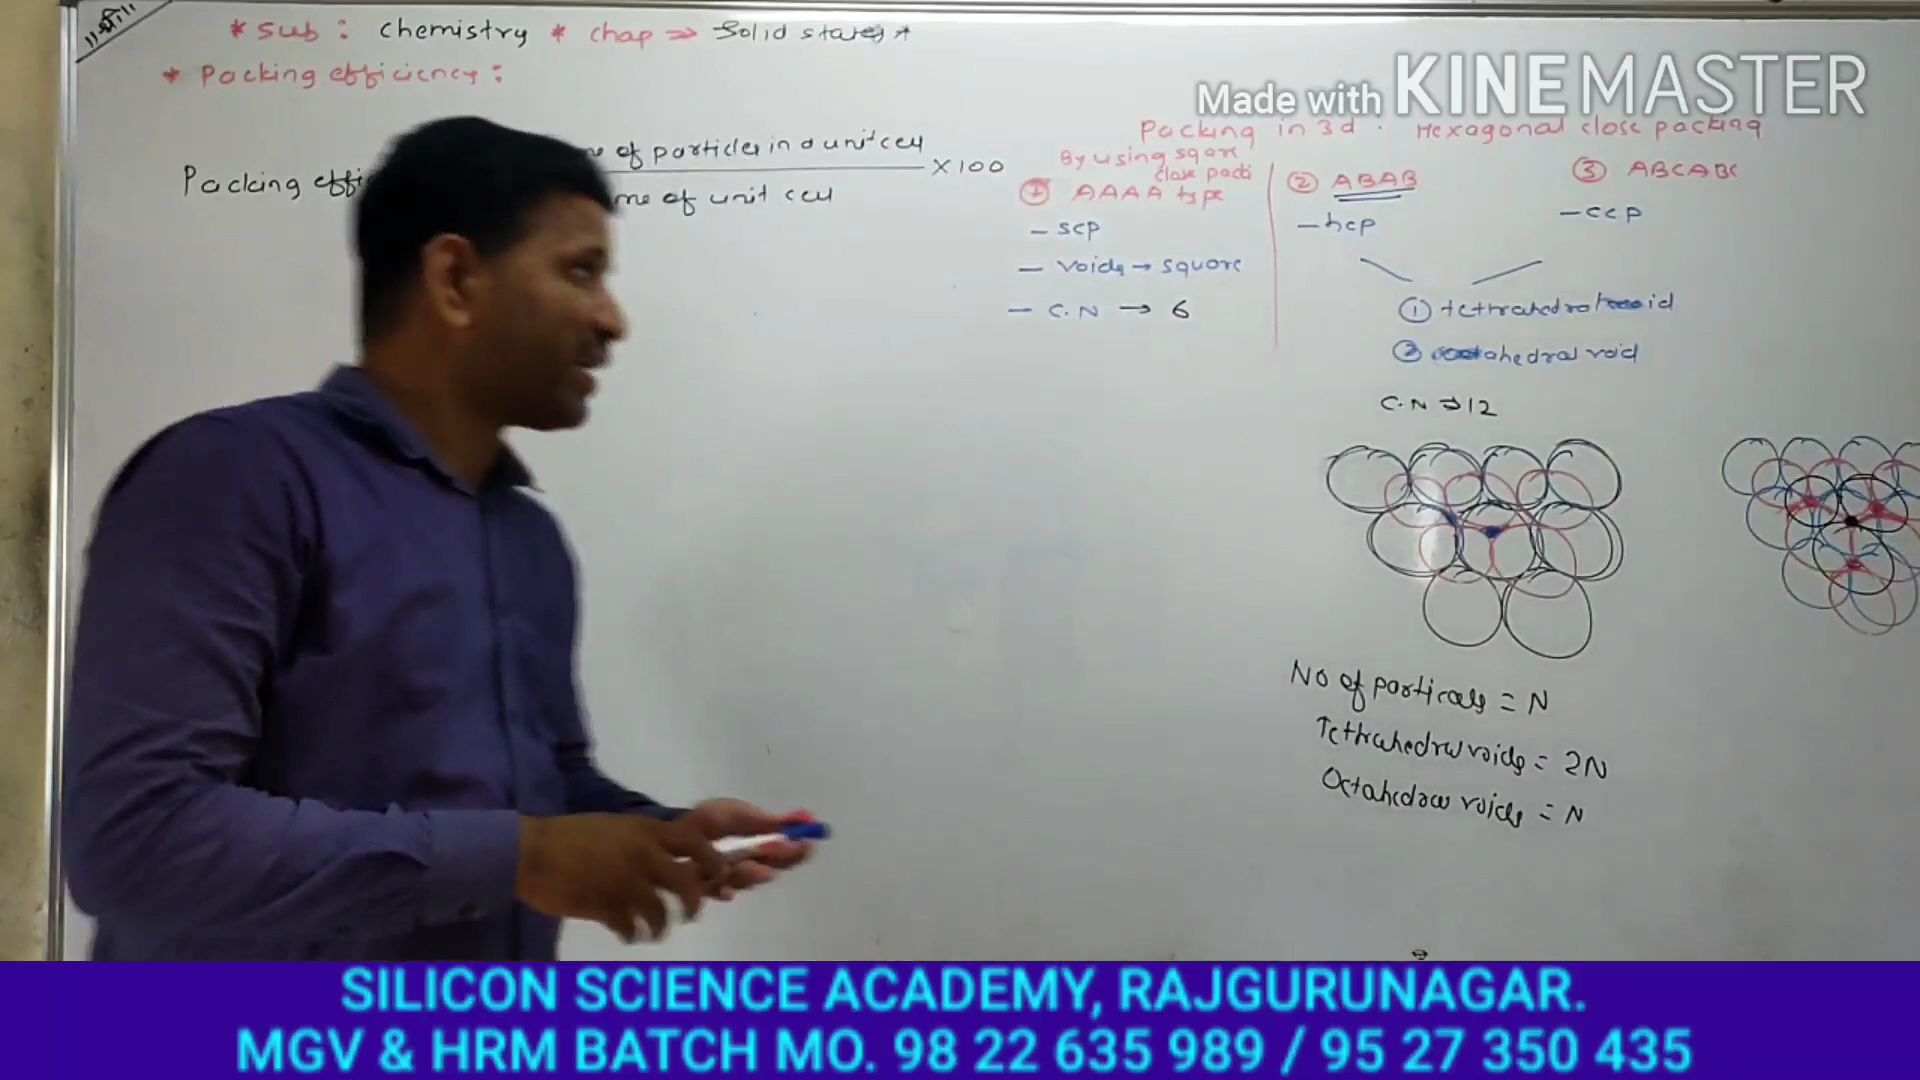 ॥श्री॥
* Sub : chemistry * chap ⇒ Solid states *
* Packing efficiency :
Packing effi
of particles in a unit cell
× 100
me of unit cell
Made with KINEMASTER
Packing in 3d : Hexagonal close packing
By using sqare
close packi
① AAAA type
- scp
- voids → square
- C.N → 6
② ABAB
- hcp
③ ABCABC
- ccp
① tetrahedral void
② octahedral void
C.N ⇒ 12
No of particals = N
Tetrahedral voids = 2N
Octahedral voids = N
SILICON SCIENCE ACADEMY, RAJGURUNAGAR.
MGV & HRM BATCH MO. 98 22 635 989 / 95 27 350 435